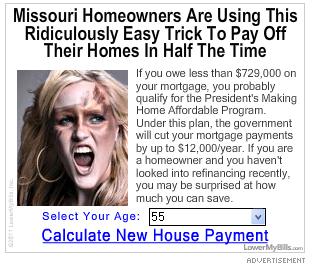 Missouri Homeowners Are Using This
Ridiculously Easy Trick To Pay Off
Their Homes In Half The Time
If you owe less than $729,000 on
your mortgage, you probably
qualify for the President's Making
Home Affordable Program.
Under this plan, the government
will cut your mortgage payments
by up to $12,000/year. If you are
a homeowner and you haven't
looked into refinancing recently,
you may be surprised at how
much you can save.
©2011 LowerMyBills, Inc.
Select Your Age: 55
Calculate New House Payment
LowerMyBills.com
ADVERTISEMENT